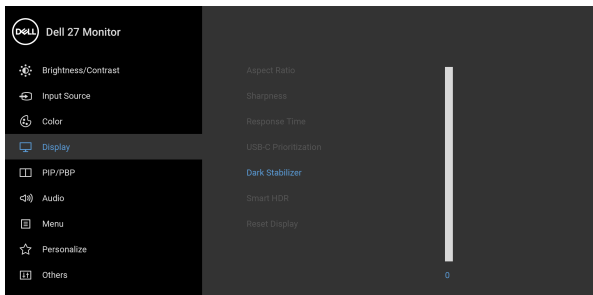 DELL
Dell 27 Monitor
Brightness/Contrast
Input Source
Color
Display
PIP/PBP
Audio
Menu
Personalize
Others
Aspect Ratio
Sharpness
Response Time
USB-C Prioritization
Dark Stabilizer
Smart HDR
Reset Display
0